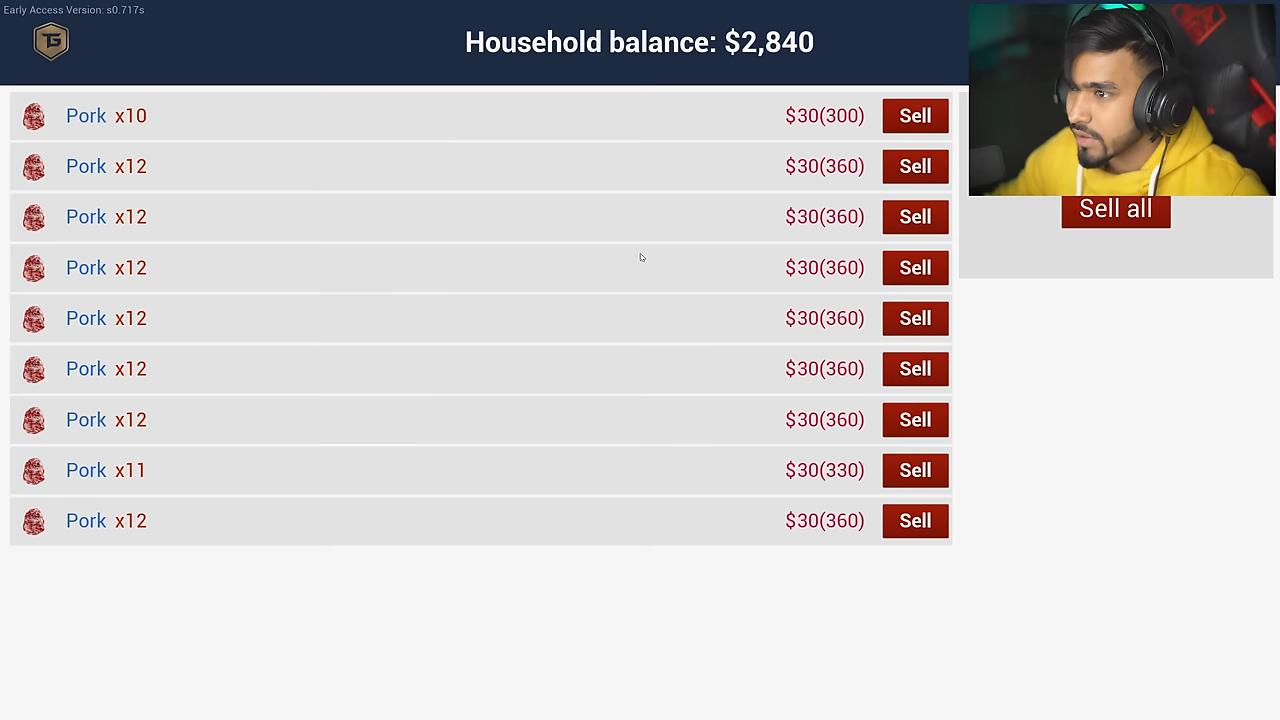 Early Access Version: s0.717s
TG
Household balance: $2,840
Pork x10 $30(300) Sell
Pork x12 $30(360) Sell
Pork x12 $30(360) Sell
Sell all
Pork x12 $30(360) Sell
Pork x12 $30(360) Sell
Pork x12 $30(360) Sell
Pork x12 $30(360) Sell
Pork x11 $30(330) Sell
Pork x12 $30(360) Sell